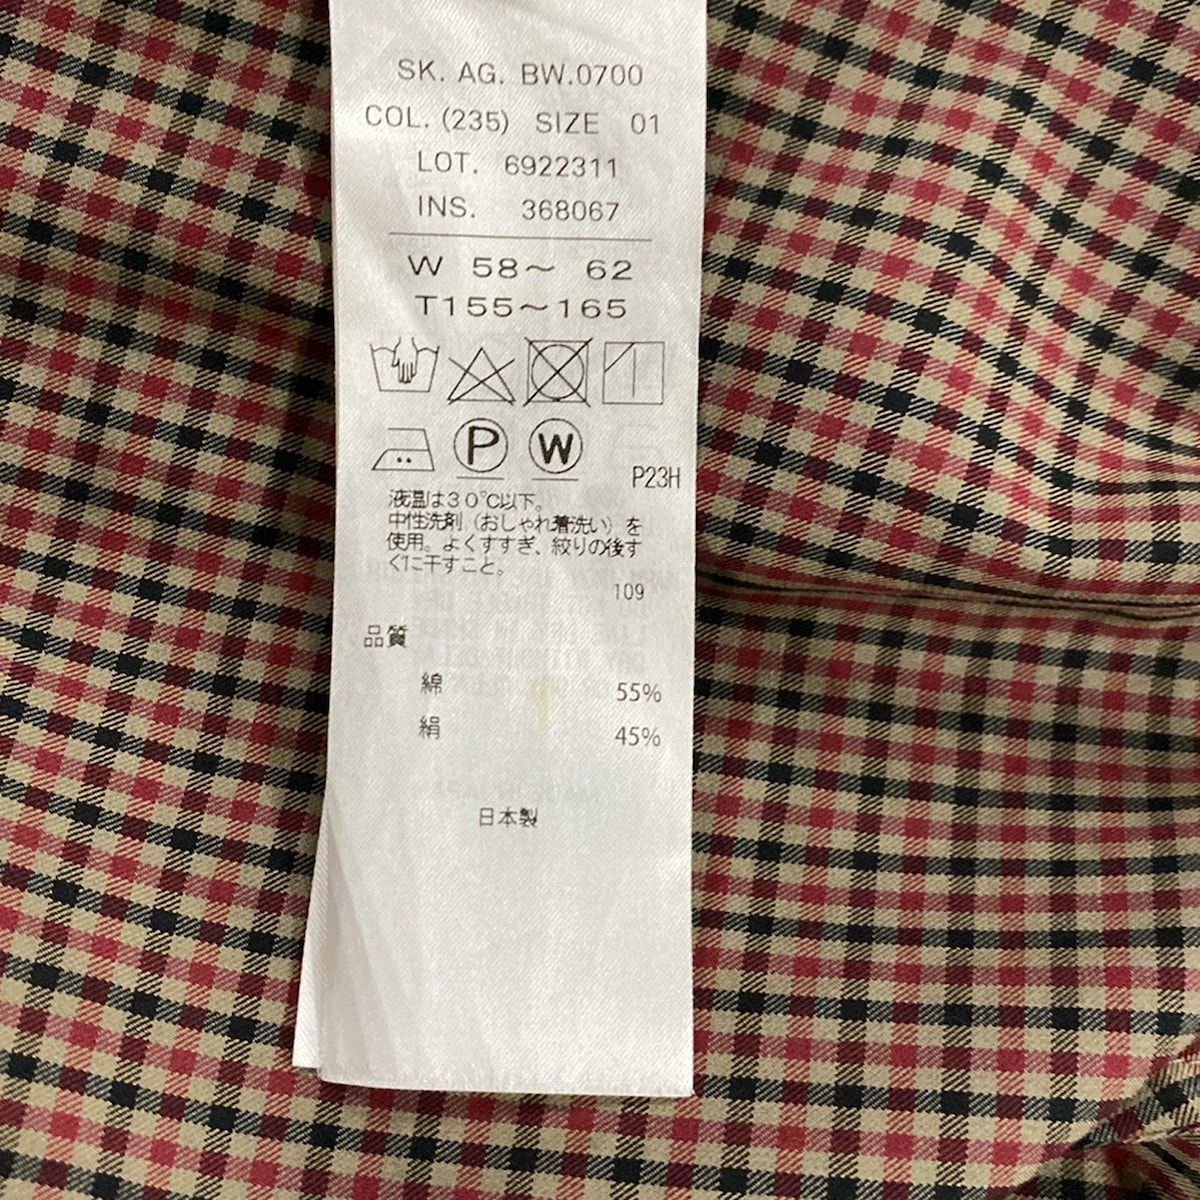 SK. AG. BW.0700
COL. (235) SIZE 01
LOT. 6922311
INS. 368067
W 58～ 62
T155～165
P W
P23H
液温は30℃以下。
中性洗剤（おしゃれ着洗い）を
使用。よくすすぎ、絞りの後す
ぐに干すこと。
109
品質
綿 55%
絹 45%
日本製